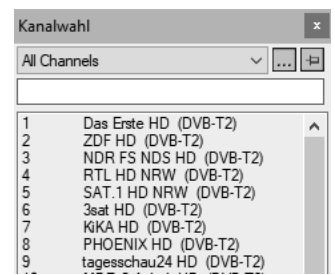 Kanalwahl x
All Channels ...
1 Das Erste HD (DVB-T2)
2 ZDF HD (DVB-T2)
3 NDR FS NDS HD (DVB-T2)
4 RTL HD NRW (DVB-T2)
5 SAT.1 HD NRW (DVB-T2)
6 3sat HD (DVB-T2)
7 KiKA HD (DVB-T2)
8 PHOENIX HD (DVB-T2)
9 tagesschau24 HD (DVB-T2)